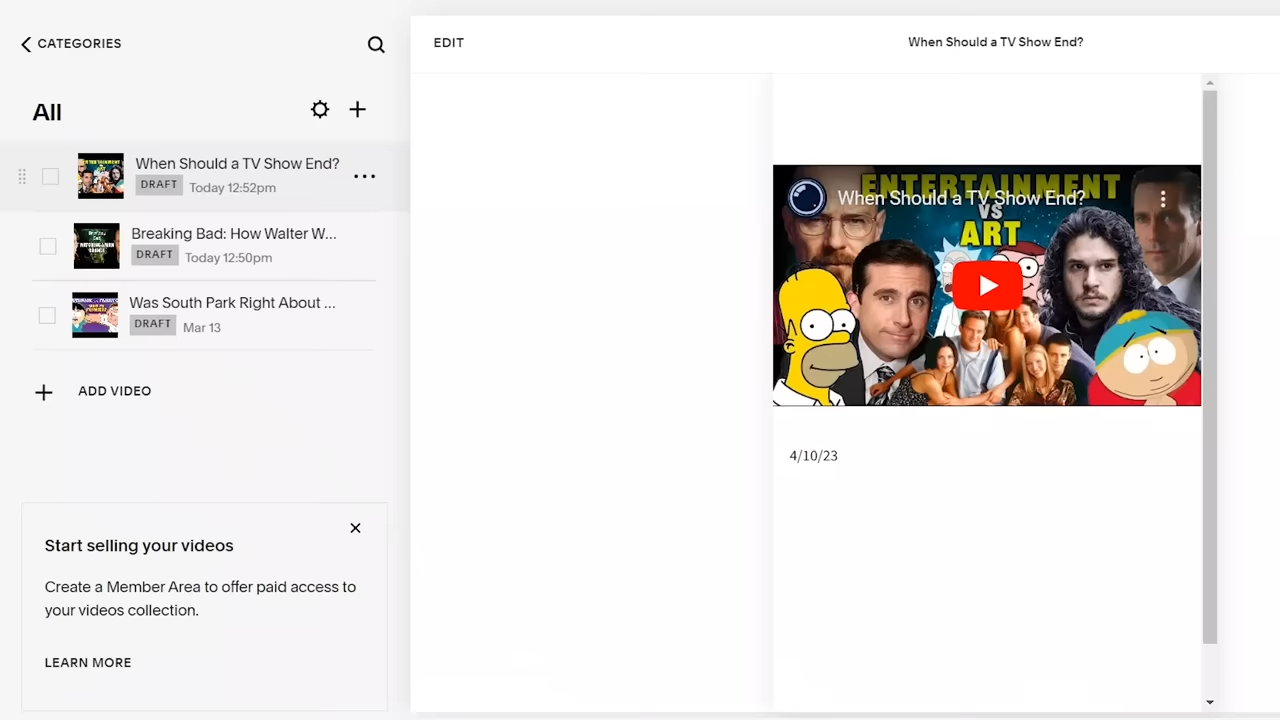 CATEGORIES
All
When Should a TV Show End?
DRAFT Today 12:52pm
Breaking Bad: How Walter W...
DRAFT Today 12:50pm
Was South Park Right About ...
DRAFT Mar 13
ADD VIDEO
Start selling your videos
Create a Member Area to offer paid access to
your videos collection.
LEARN MORE
EDIT
When Should a TV Show End?
ENTERTAINMENT
When Should a TV Show End?
VS
ART
4/10/23